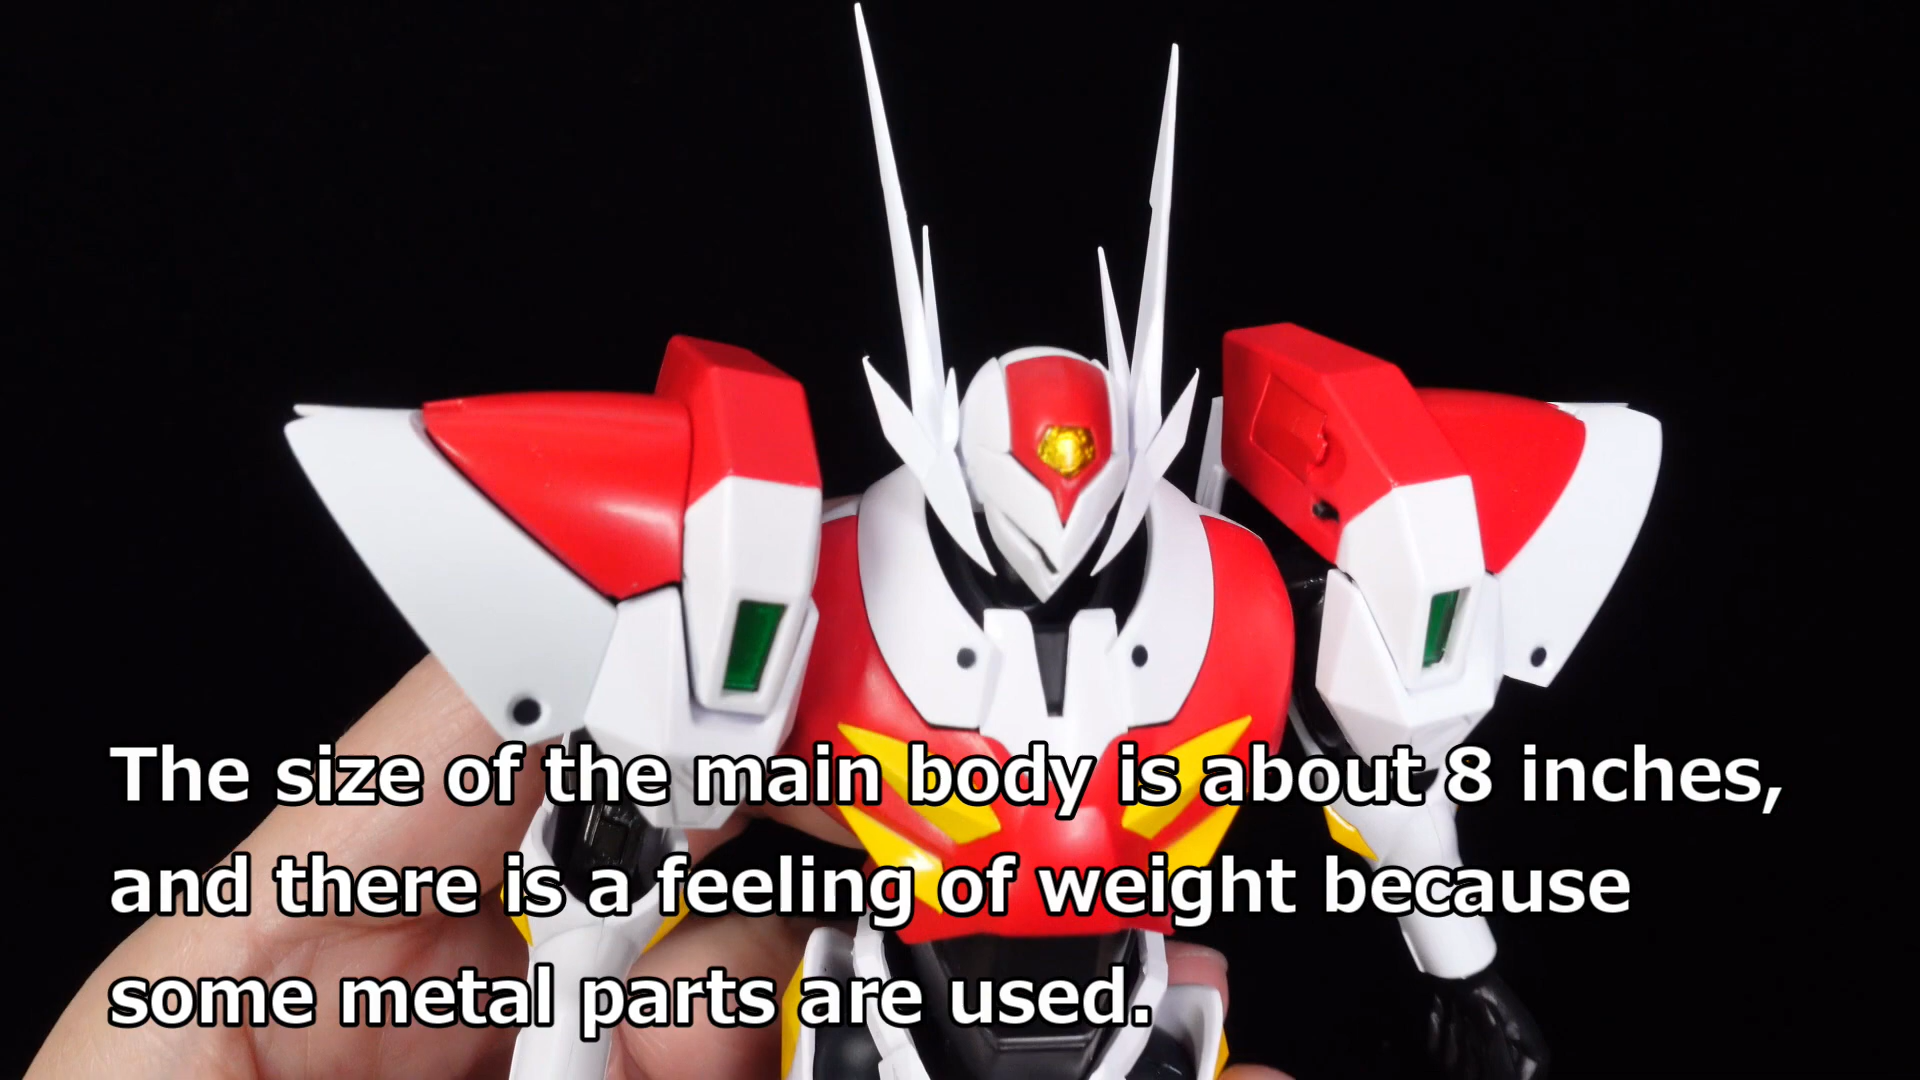 The size of the main body is about 8 inches,
and there is a feeling of weight because
some metal parts are used.